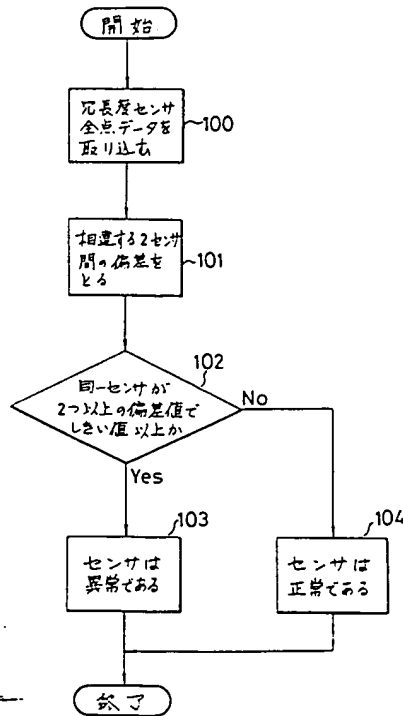 開始
冗長度センサ
全点データを
取り込む
100
相違する2センサ
間の偏差を
とる
101
102
同一センサが
2つ以上の偏差値で
しきい値以上か
No
Yes
103
センサは
異常である
104
センサは
正常である
終了